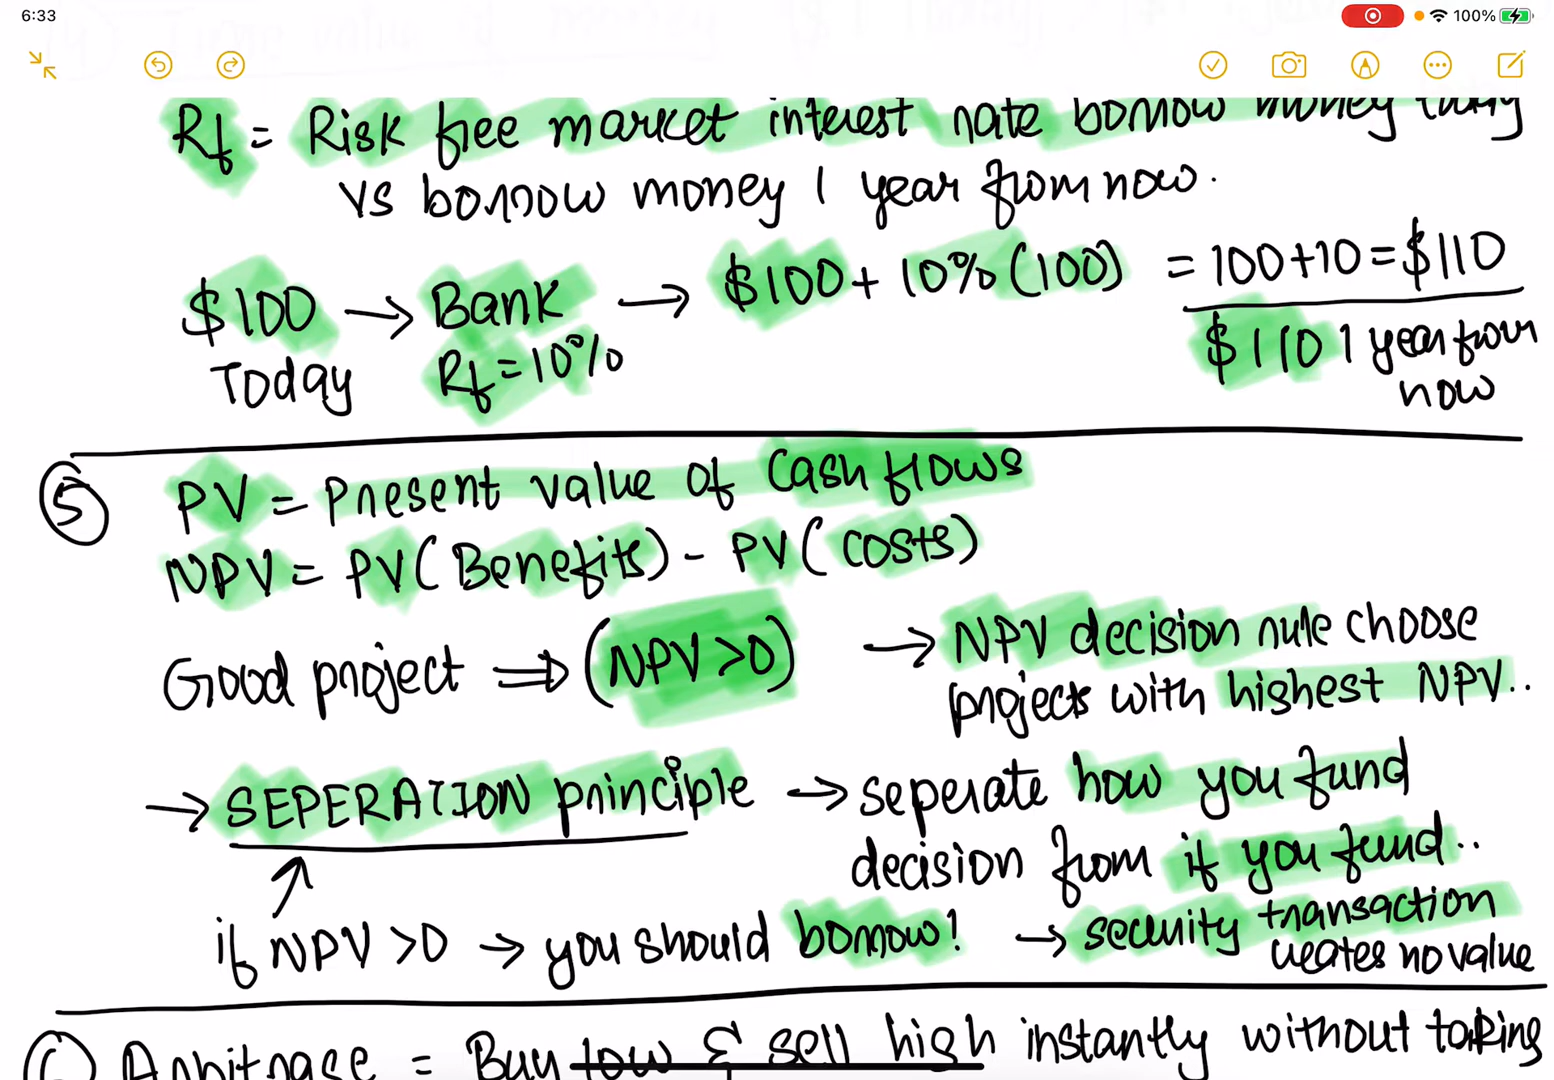 6:33
100%
Rf = Risk free market interest rate borrow money today
vs borrow money 1 year from now.
$100 → Bank → $100 + 10% (100) = 100+10 = $110
Today Rf = 10% $110 1 year from now
⑤ PV = Present value of Cash flows
NPV = PV(Benefits) - PV(costs)
Good project ⇒ (NPV>0) → NPV decision rule choose
projects with highest NPV..
→ SEPERATION principle → seperate how you fund
decision from if you fund..
if NPV >0 → you should borrow! → security transaction
creates no value
⑥ Arbitrage = Buy low & sell high instantly without taking